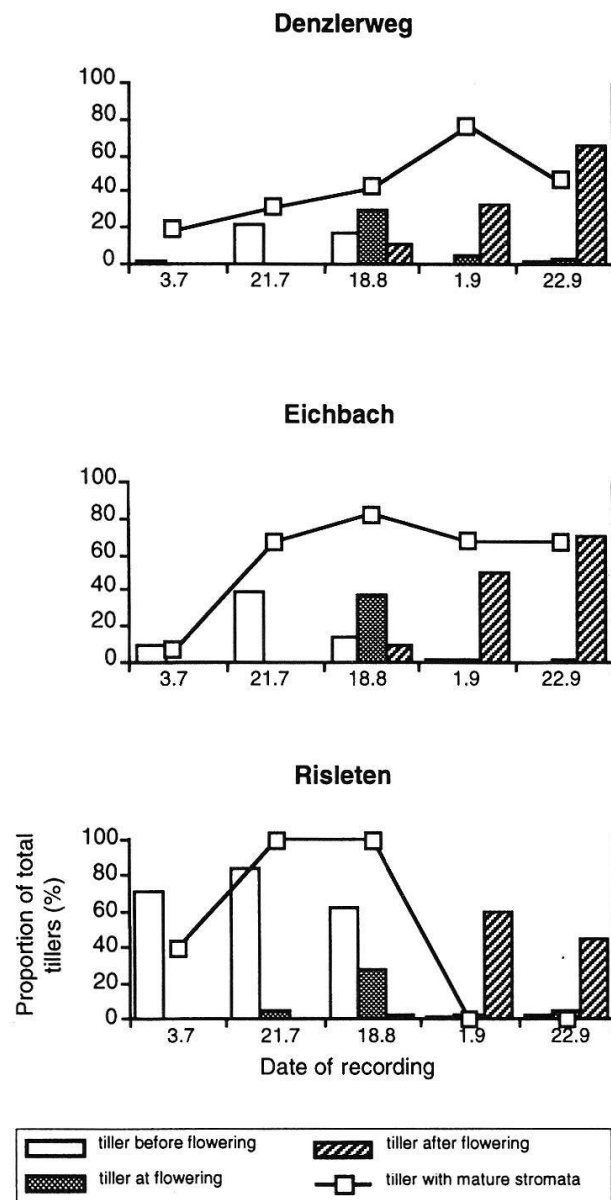 Denzlerweg
100
80
60
40
20
0
3.7 21.7 18.8 1.9 22.9
Eichbach
100
80
60
40
20
0
3.7 21.7 18.8 1.9 22.9
Risleten
Proportion of total
tillers (%)
100
80
60
40
20
0
3.7 21.7 18.8 1.9 22.9
Date of recording
tiller before flowering tiller after flowering
tiller at flowering tiller with mature stromata